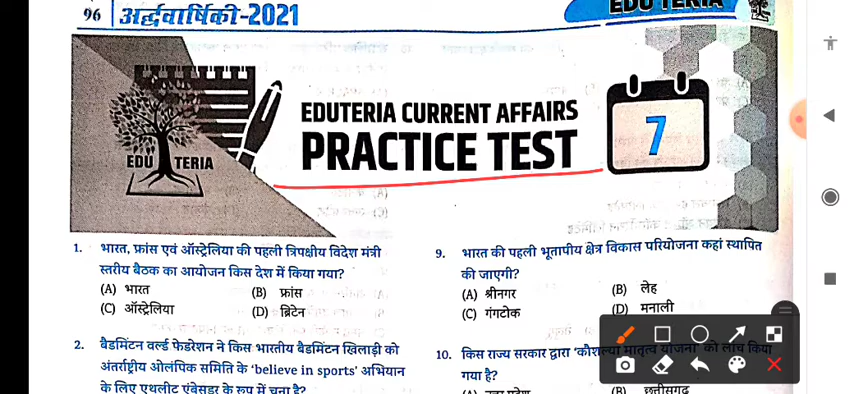 96 अर्द्धवार्षिकी-2021
EDU TERIA
EDU TERIA
EDUTERIA CURRENT AFFAIRS
PRACTICE TEST
7
1. भारत, फ्रांस एवं ऑस्ट्रेलिया की पहली त्रिपक्षीय विदेश मंत्री
स्तरीय बैठक का आयोजन किस देश में किया गया?
(A) भारत (B) फ्रांस
(C) ऑस्ट्रेलिया (D) ब्रिटेन
2. बैडमिंटन वर्ल्ड फेडरेशन ने किस भारतीय बैडमिंटन खिलाड़ी को
अंतर्राष्ट्रीय ओलंपिक समिति के ‘believe in sports’ अभियान
के लिए एथलीट एंबेसडर के रूप में चुना है?
9. भारत की पहली भूतापीय क्षेत्र विकास परियोजना कहां स्थापित
की जाएगी?
(A) श्रीनगर (B) लेह
(C) गंगटोक (D) मनाली
10. किस राज्य सरकार द्वारा ‘कौशल्या मातृत्व योजना’ को लांच किया
गया है?
(B) छत्तीसगढ़